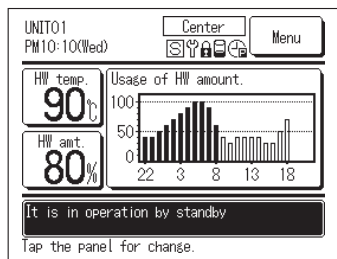 UNIT01
PM10:10(Wed)
Center
S
Menu
HW temp.
90℃
HW amt.
80%
Usage of HW amount.
100
50
0
22 3 8 13 18
It is in operation by standby
Tap the panel for change.